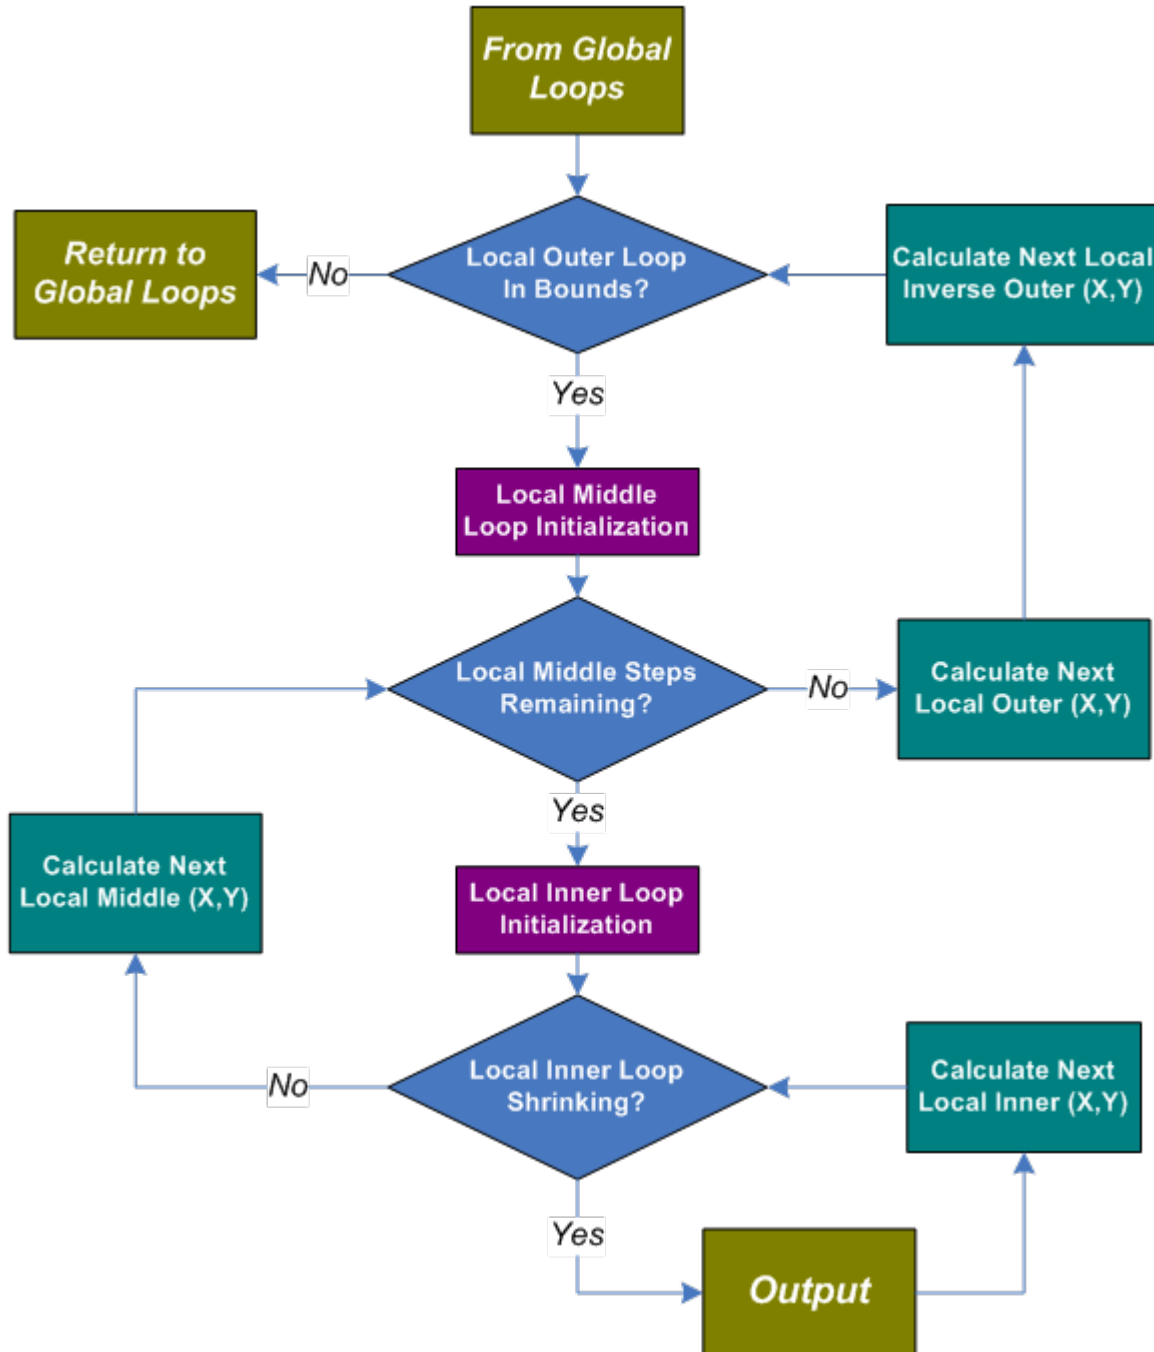 From Global
Loops
Return to
Global Loops
No
Local Outer Loop
In Bounds?
Calculate Next Local
Inverse Outer (X,Y)
Yes
Local Middle
Loop Initialization
Local Middle Steps
Remaining?
No
Calculate Next
Local Outer (X,Y)
Yes
Calculate Next
Local Middle (X,Y)
Local Inner Loop
Initialization
No
Local Inner Loop
Shrinking?
Calculate Next
Local Inner (X,Y)
Yes
Output